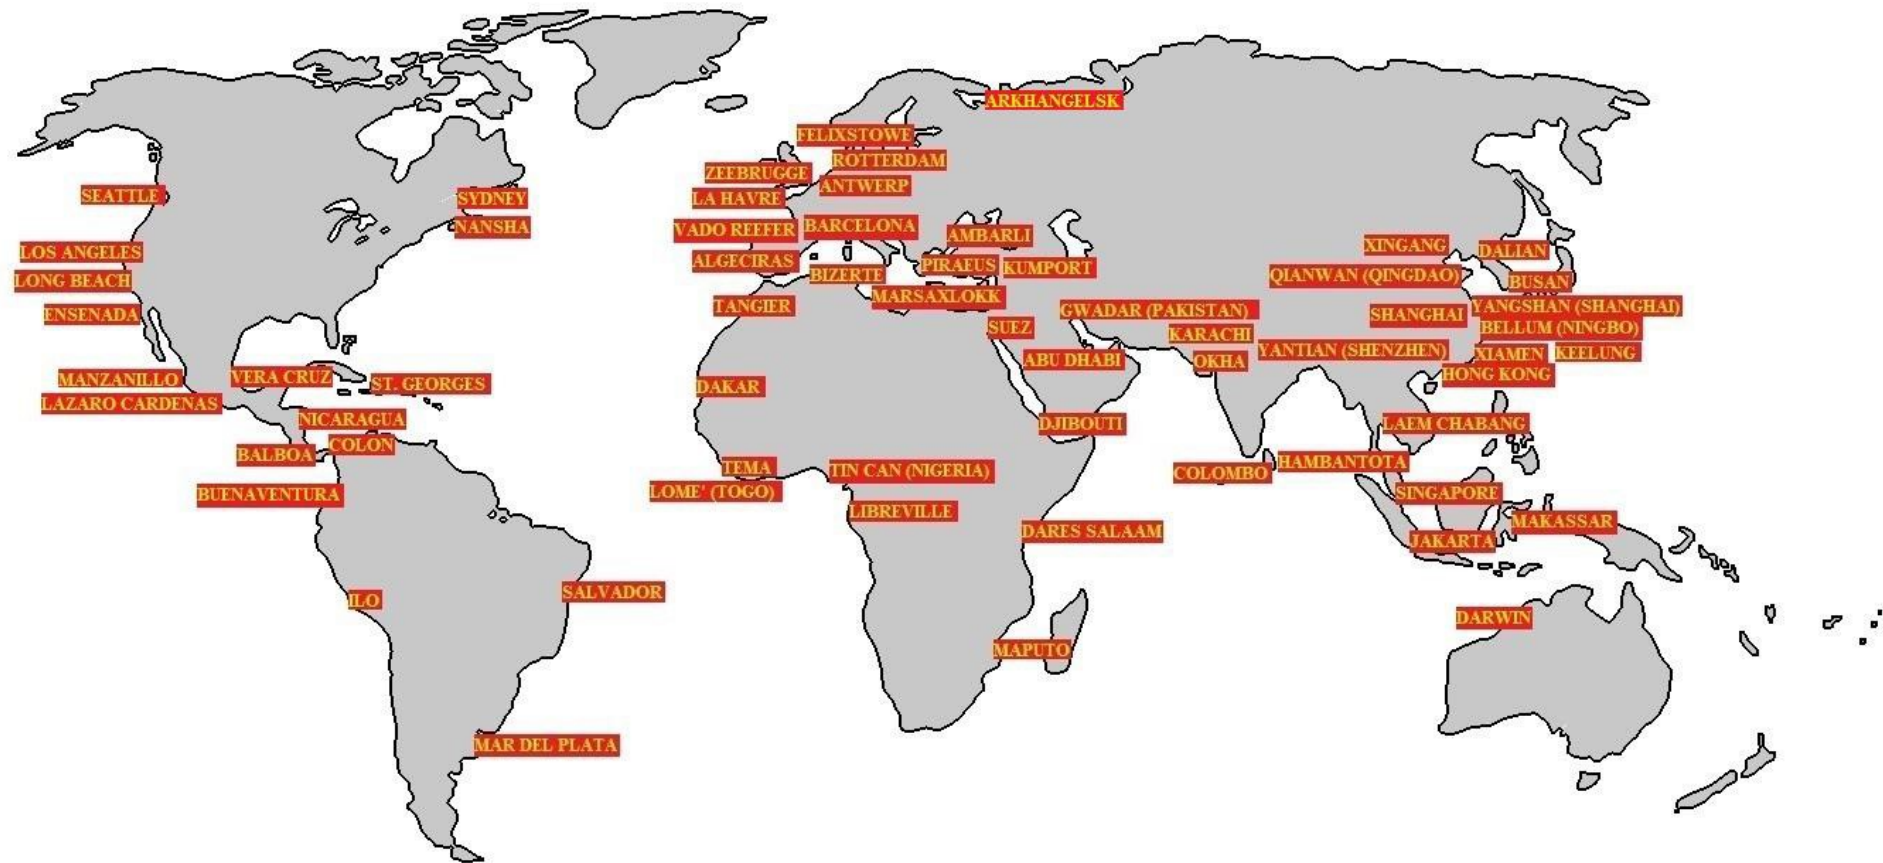 ARKHANGELSK
FELIXSTOWE
ROTTERDAM
ZEEBRUGGE
ANTWERP
SEATTLE
SYDNEY
LA HAVRE
NANSHA
VADO REEFER
BARCELONA
AMBARLI
XINGANG
DALIAN
LOS ANGELES
ALGECIRAS
BIZERTE
PIRAEUS
KUMPORT
QIANWAN (QINGDAO)
BUSAN
LONG BEACH
MARSAXLOKK
ENSENADA
TANGIER
GWADAR (PAKISTAN)
SHANGHAI
YANGSHAN (SHANGHAI)
SUEZ
KARACHI
BELLUM (NINGBO)
ABU DHABI
OKHA
YANTIAN (SHENZHEN)
XIAMEN
KEELUNG
MANZANILLO
VERA CRUZ
ST. GEORGES
DAKAR
HONG KONG
LAZARO CARDENAS
NICARAGUA
DJIBOUTI
LAEM CHABANG
BALBOA
COLON
TEMA
TIN CAN (NIGERIA)
COLOMBO
HAMBANTOTA
BUENAVENTURA
LOME' (TOGO)
LIBREVILLE
SINGAPORE
DARES SALAAM
MAKASSAR
JAKARTA
ILO
SALVADOR
DARWIN
MAPUTO
MAR DEL PLATA